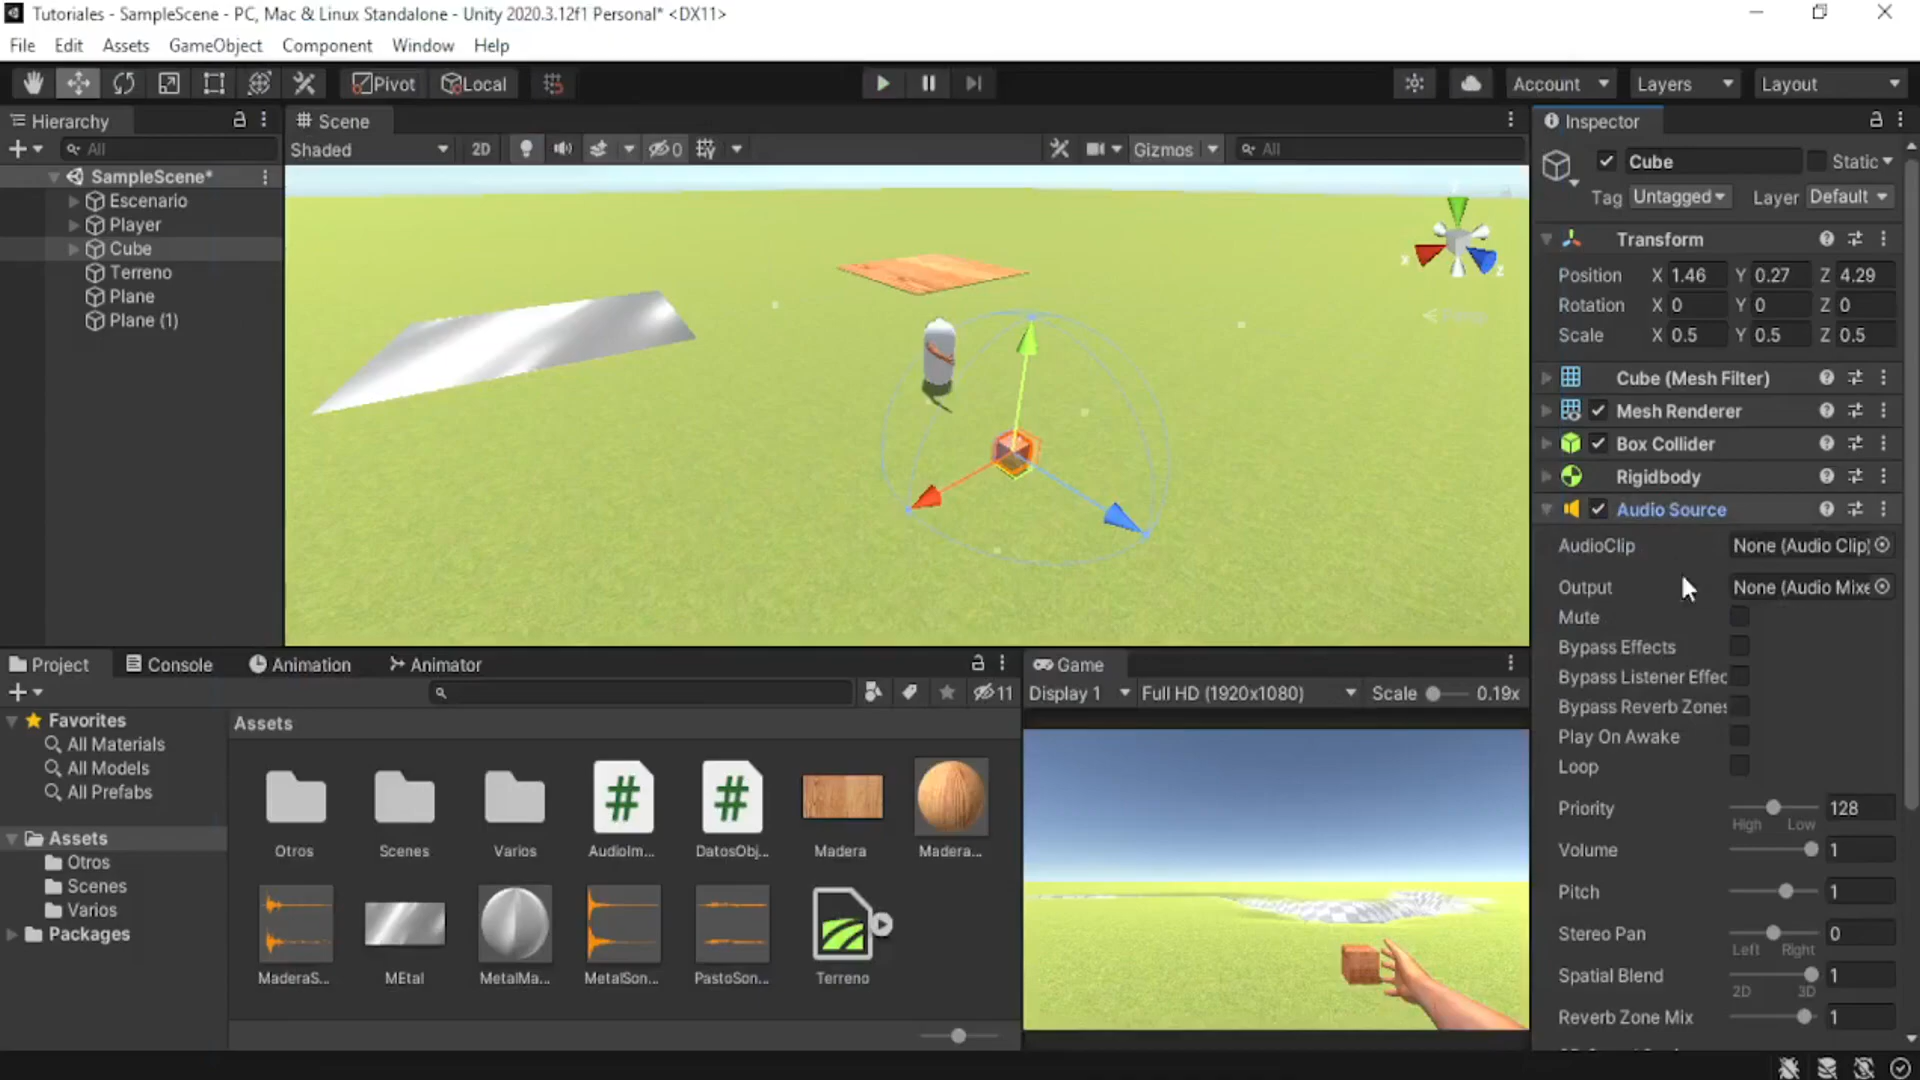 Tutoriales - SampleScene - PC, Mac & Linux Standalone - Unity 2020.3.12f1 Personal* <DX11>
File Edit Assets GameObject Component Window Help
Pivot Local Account Layers Layout
Hierarchy
All
SampleScene*
Escenario
Player
Cube
Terreno
Plane
Plane (1)
Scene
Shaded 2D 0 Gizmos All
x z
Inspector
Cube Static
Tag Untagged Layer Default
Transform
Position X 1.46 Y 0.27 Z 4.29
Rotation X 0 Y 0 Z 0
Scale X 0.5 Y 0.5 Z 0.5
Cube (Mesh Filter)
Mesh Renderer
Box Collider
Rigidbody
Audio Source
AudioClip None (Audio Clip)
Output None (Audio Mixe
Mute
Bypass Effects
Bypass Listener Effec
Bypass Reverb Zones
Play On Awake
Loop
Priority 128
High Low
Volume 1
Pitch 1
Stereo Pan 0
Left Right
Spatial Blend 1
2D 3D
Reverb Zone Mix 1
Project Console Animation Animator
11
Favorites
All Materials
All Models
All Prefabs
Assets
Otros
Scenes
Varios
Packages
Assets
Otros Scenes Varios AudioIm... DatosObj... Madera Madera...
MaderaS... MEtal MetalMa... MetalSon... PastoSon... Terreno
Game
Display 1 Full HD (1920x1080) Scale 0.19x